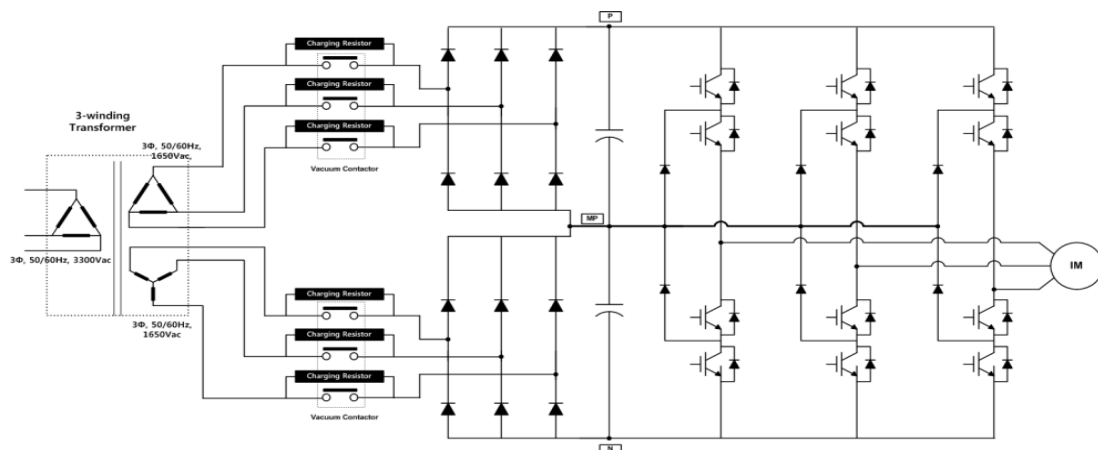 P
Charging Resistor
Charging Resistor
3-winding
Transformer
Charging Resistor
3Φ, 50/60Hz,
1650Vac,
Vacuum Contactor
MP
3Φ, 50/60Hz, 3300Vac
IM
Charging Resistor
3Φ, 50/60Hz,
1650Vac
Charging Resistor
Charging Resistor
Vacuum Contactor
N